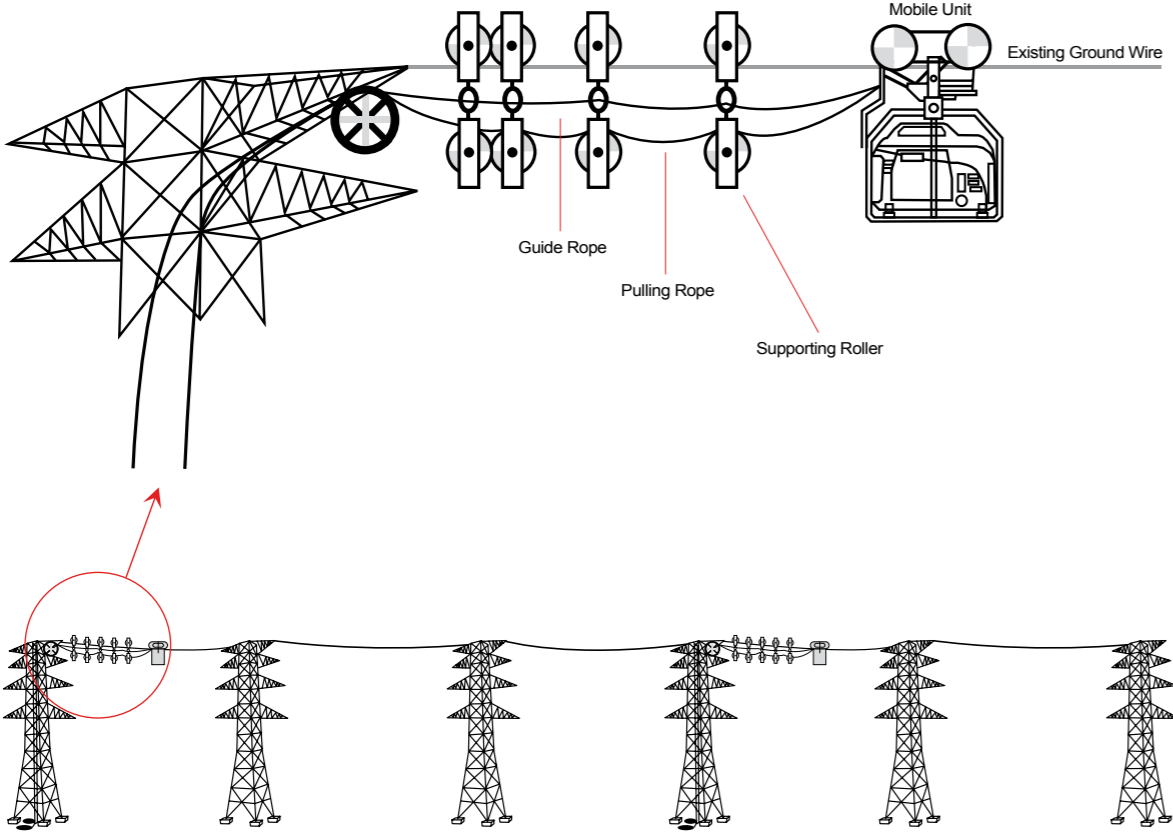 Mobile Unit
Existing Ground Wire
Guide Rope
Pulling Rope
Supporting Roller